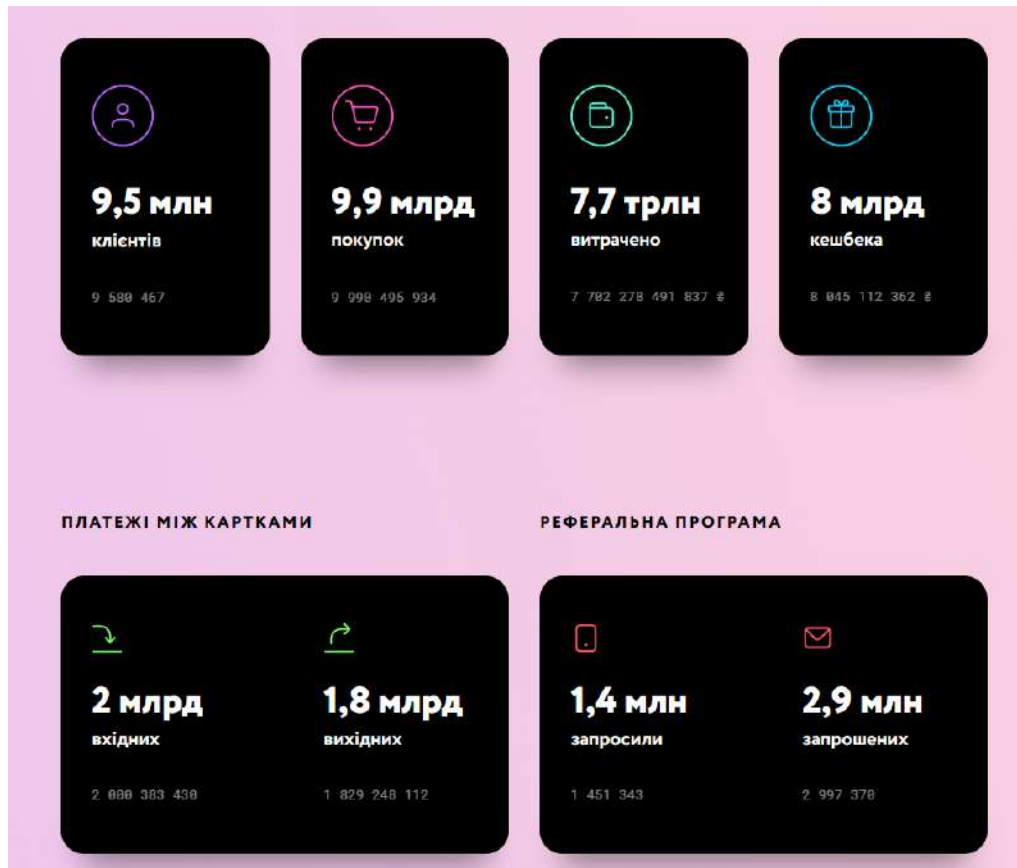 9,5 млн
клієнтів
9 580 467
9,9 млрд
покупок
9 990 495 934
7,7 трлн
витрачено
7 702 278 491 837 ₴
8 млрд
кешбека
8 045 112 362 ₴
ПЛАТЕЖІ МІЖ КАРТКАМИ
2 млрд
вхідних
2 000 383 430
1,8 млрд
вихідних
1 829 248 112
РЕФЕРАЛЬНА ПРОГРАМА
1,4 млн
запросили
1 451 343
2,9 млн
запрошених
2 997 370